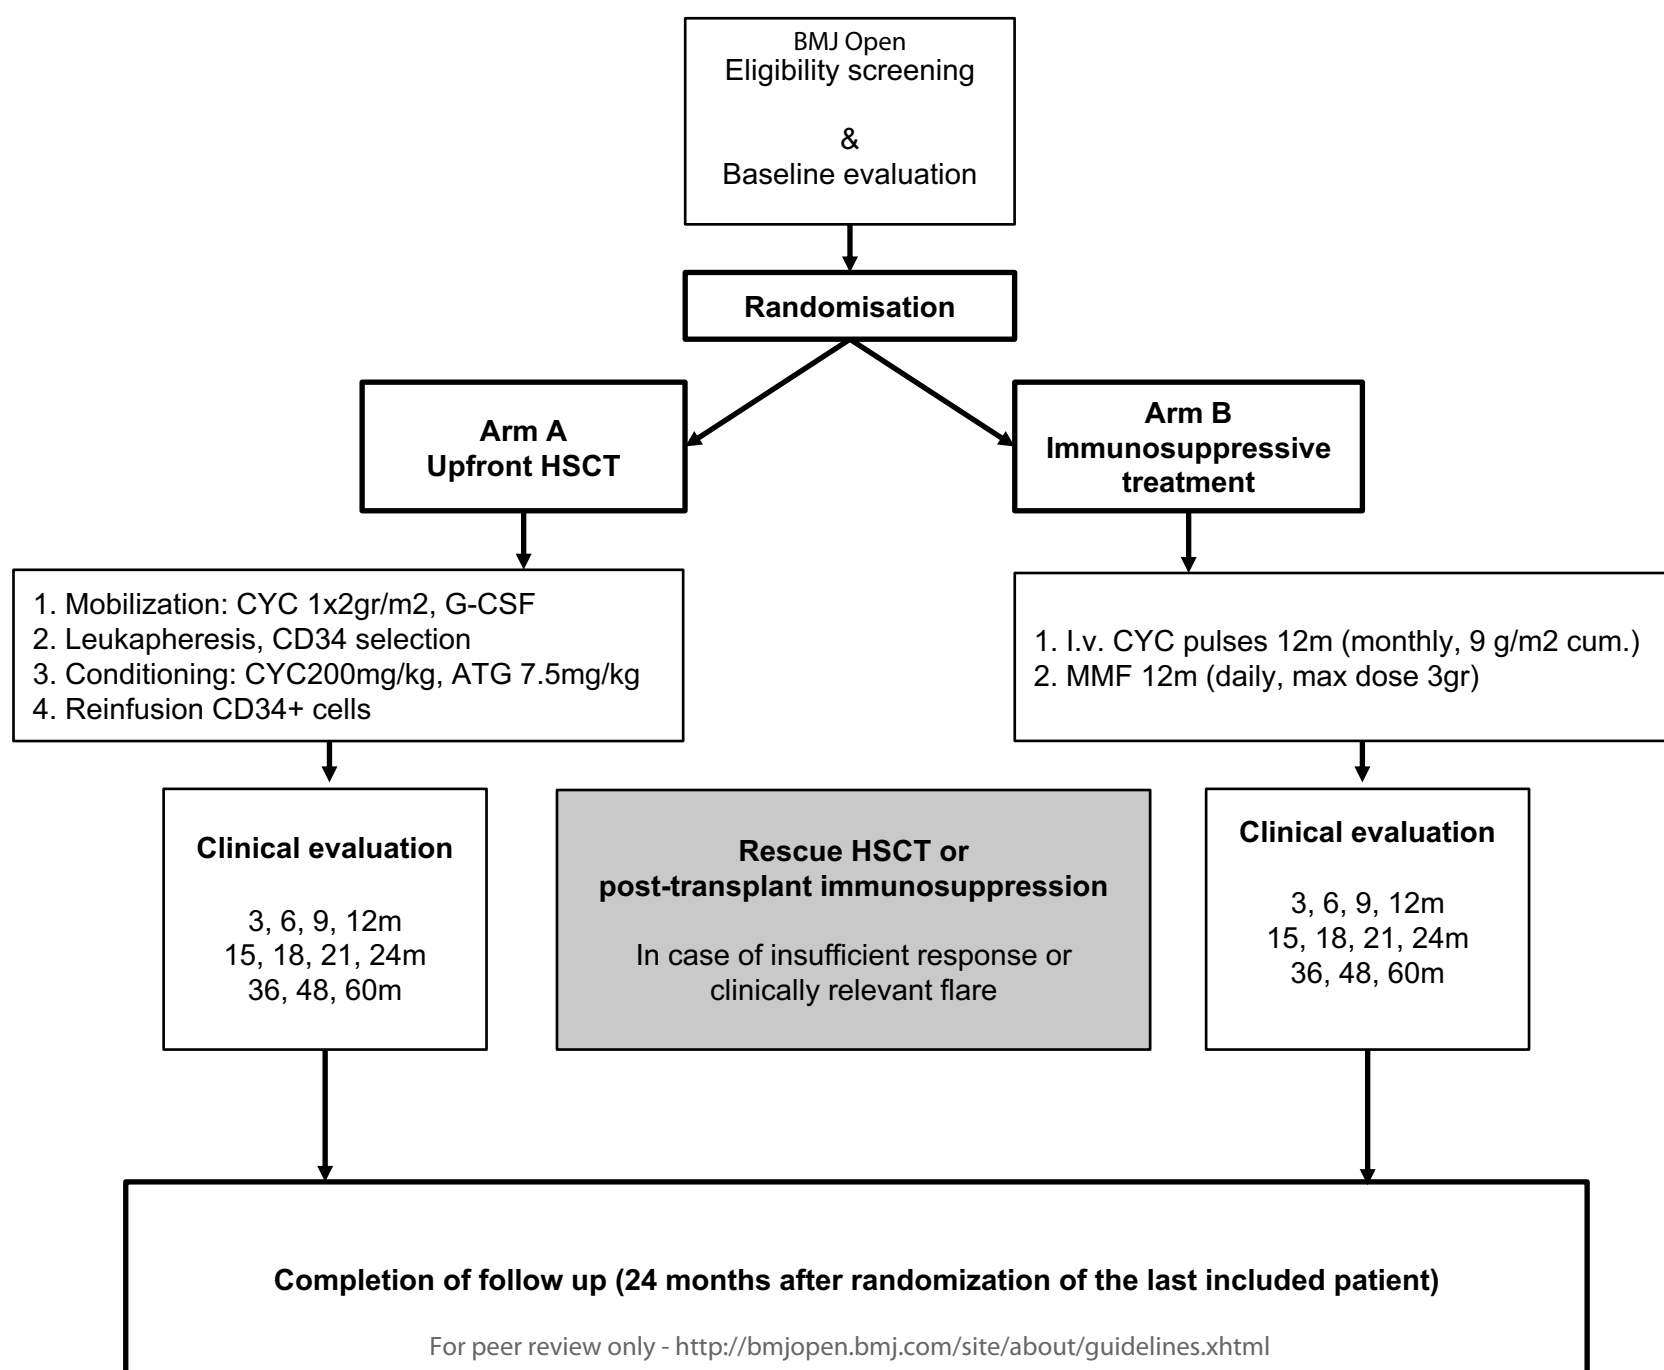 BMJ Open
Eligibility screening
&
Baseline evaluation
Randomisation
Arm A
Upfront HSCT
Arm B
Immunosuppressive
treatment
1. Mobilization: CYC 1x2gr/m2, G-CSF
2. Leukapheresis, CD34 selection
3. Conditioning: CYC200mg/kg, ATG 7.5mg/kg
4. Reinfusion CD34+ cells
1. I.v. CYC pulses 12m (monthly, 9 g/m2 cum.)
2. MMF 12m (daily, max dose 3gr)
Clinical evaluation
3, 6, 9, 12m
15, 18, 21, 24m
36, 48, 60m
Rescue HSCT or
post-transplant immunosuppression
In case of insufficient response or
clinically relevant flare
Clinical evaluation
3, 6, 9, 12m
15, 18, 21, 24m
36, 48, 60m
Completion of follow up (24 months after randomization of the last included patient)
For peer review only - http://bmjopen.bmj.com/site/about/guidelines.xhtml